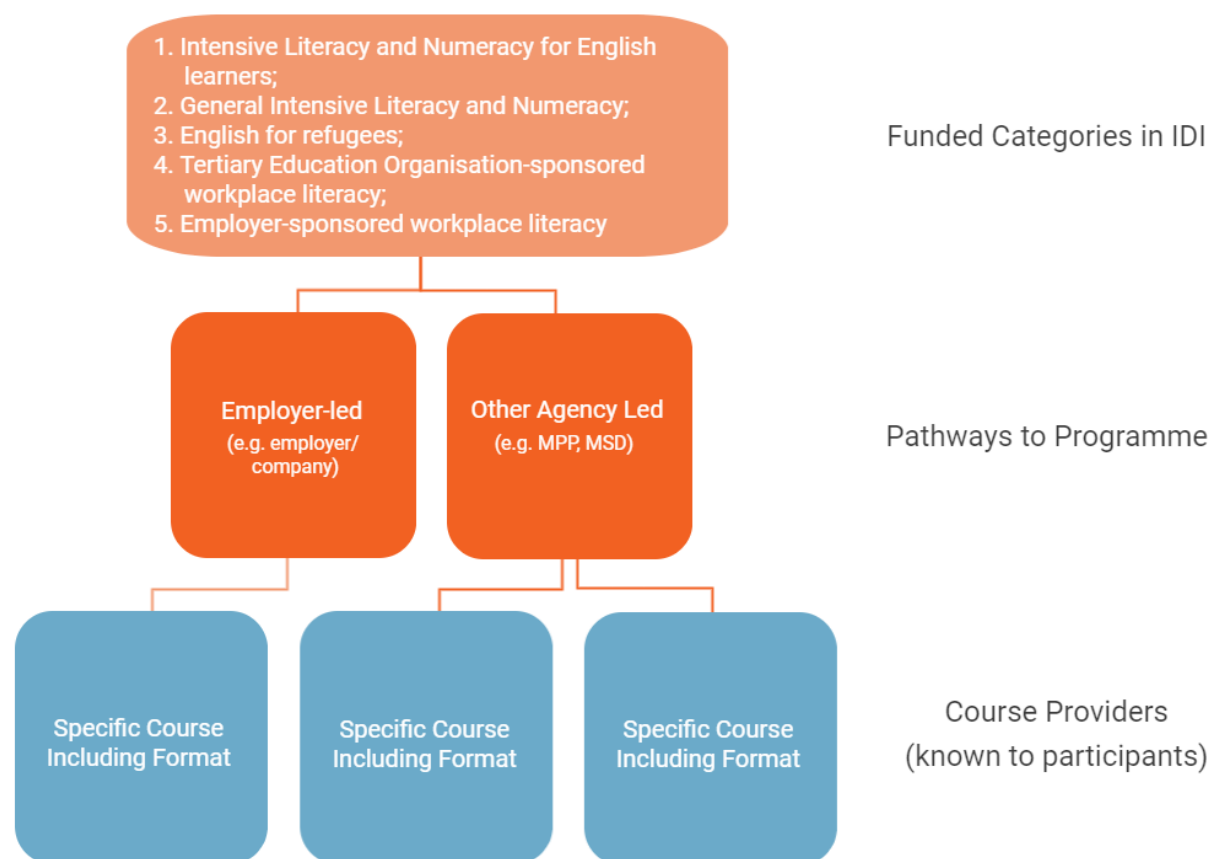 1. Intensive Literacy and Numeracy for English
learners;
2. General Intensive Literacy and Numeracy;
3. English for refugees;
4. Tertiary Education Organisation-sponsored
workplace literacy;
5. Employer-sponsored workplace literacy
Funded Categories in IDI
Employer-led
(e.g. employer/
company)
Other Agency Led
(e.g. MPP, MSD)
Pathways to Programme
Specific Course
Including Format
Specific Course
Including Format
Specific Course
Including Format
Course Providers
(known to participants)